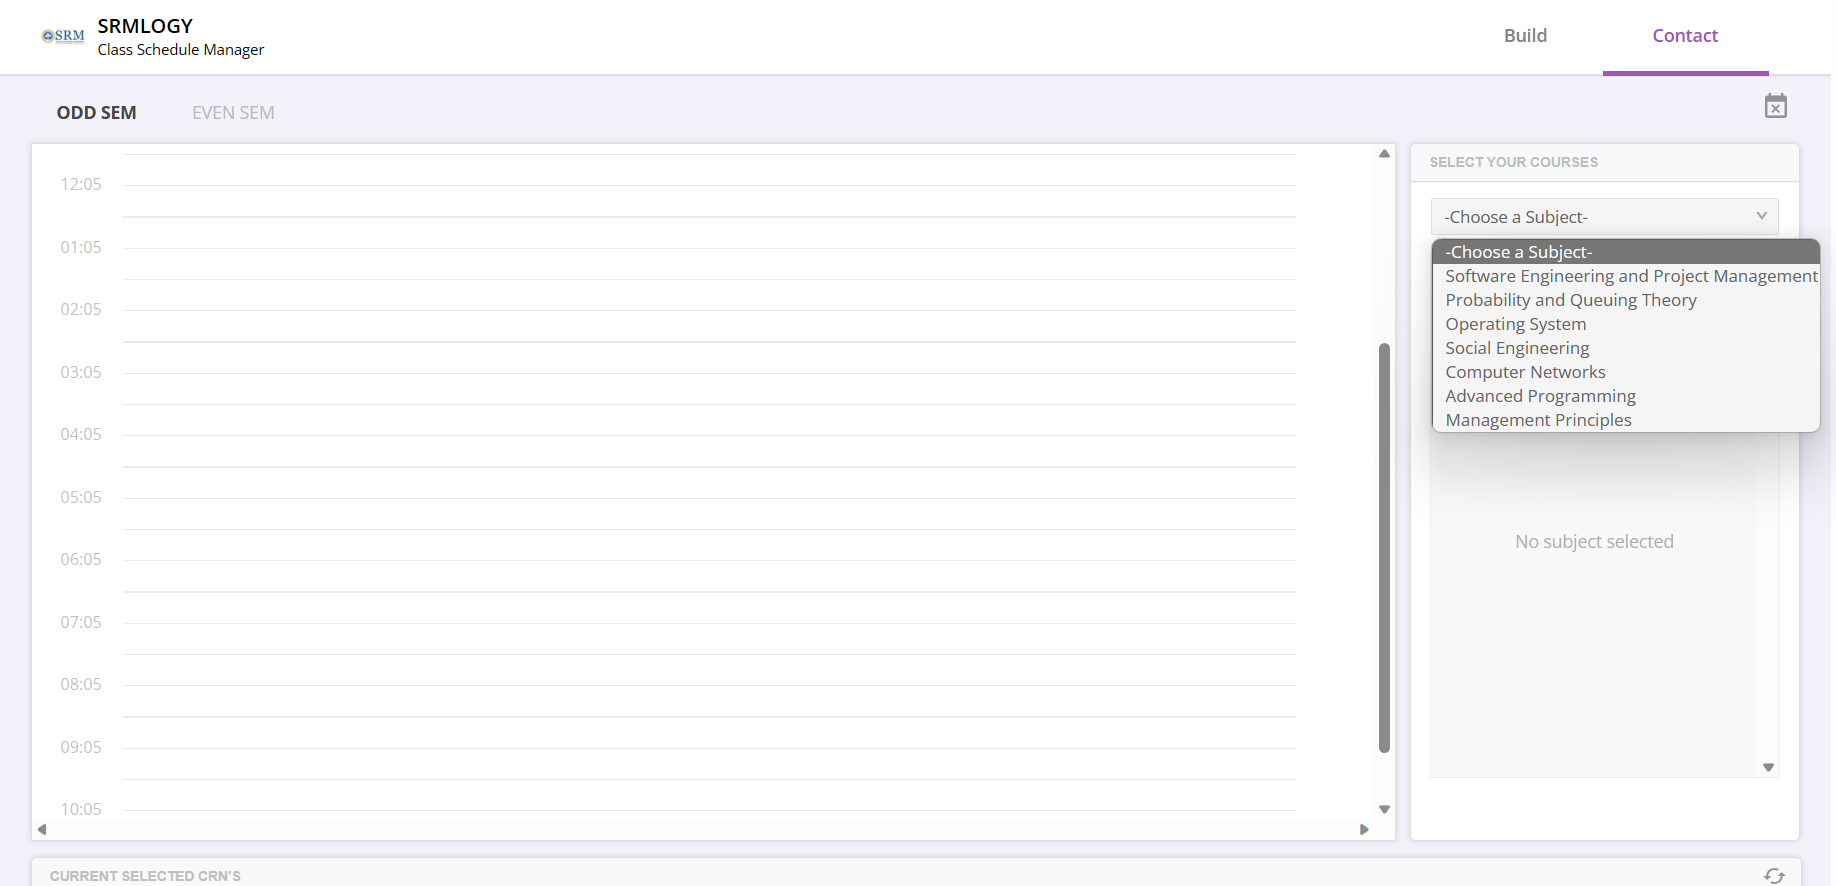 SRM
SRMLOGY
Class Schedule Manager
Build
Contact
ODD SEM
EVEN SEM
12:05
01:05
02:05
03:05
04:05
05:05
06:05
07:05
08:05
09:05
10:05
SELECT YOUR COURSES
-Choose a Subject-
-Choose a Subject-
Software Engineering and Project Management
Probability and Queuing Theory
Operating System
Social Engineering
Computer Networks
Advanced Programming
Management Principles
No subject selected
CURRENT SELECTED CRN'S